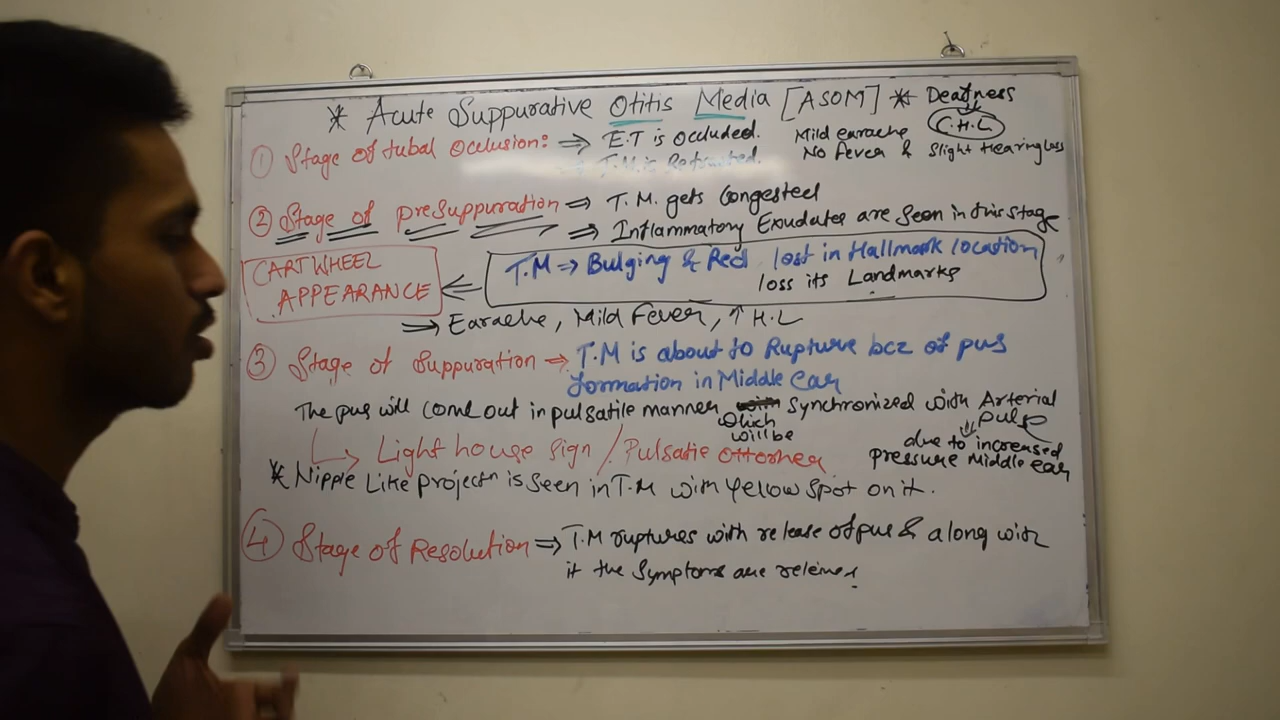 * Acute Suppurative Otitis Media [ASOM] * Deafness
C.H.L
① Stage of tubal Occlusion: ⇒ E.T is Occluded.
⇒ T.M. is Retracted.
Mild earache
No Fever & Slight Hearing loss
② Stage of Presuppuration ⇒ T.M. gets Congested
⇒ Inflammatory Exudates are Seen in this stage
CARTWHEEL
APPEARANCE
T.M ⇒ Bulging & Red lost in Hallmark location
loss its Landmarks
⇒ Earache, Mild Fever, ↑ H.L
③ Stage of Suppuration ⇒ T.M is about to Rupture bcz of pus
formation in Middle Ear
The pus will come out in pulsatile manner which will be Synchronized with Arterial
pulse
due to increased
pressure Middle ear
Light house sign / Pulsatie
* Nipple Like project is seen in T.M with yellow spot on it.
④ Stage of Resolution ⇒ T.M ruptures with release of pus & along with
it the Symptoms are